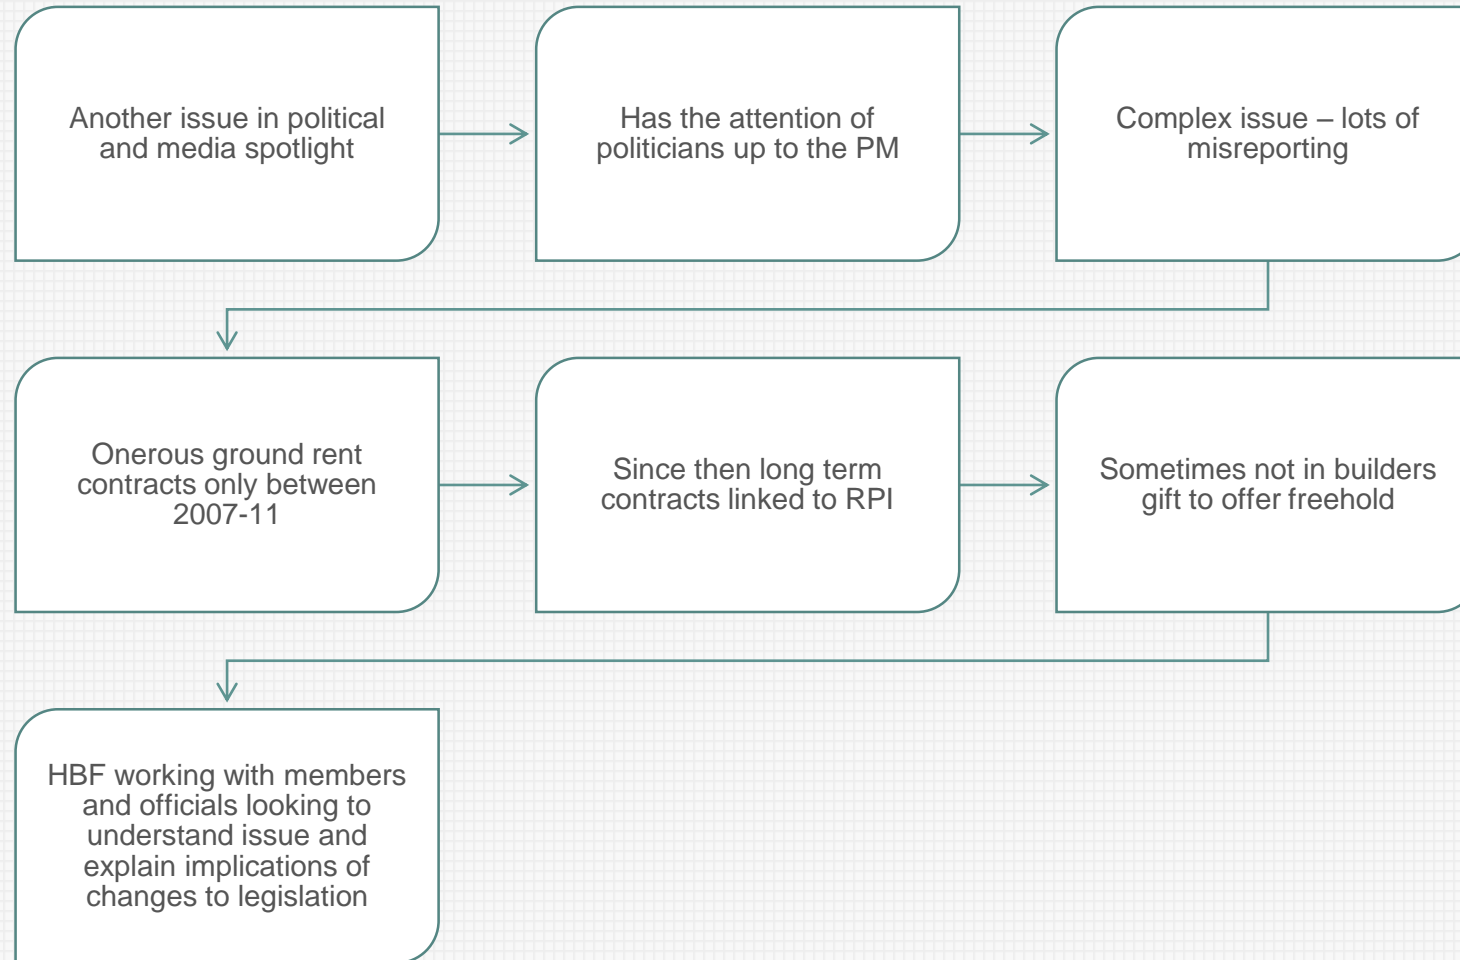 Another issue in political
and media spotlight
Has the attention of
politicians up to the PM
Complex issue – lots of
misreporting
Onerous ground rent
contracts only between
2007-11
Since then long term
contracts linked to RPI
Sometimes not in builders
gift to offer freehold
HBF working with members
and officials looking to
understand issue and
explain implications of
changes to legislation